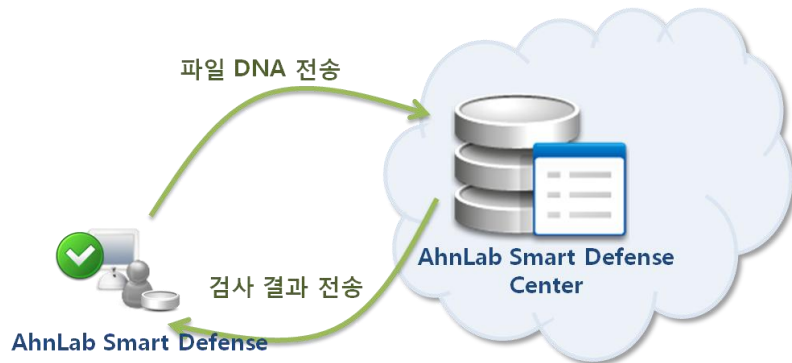 파일 DNA 전송
AhnLab Smart Defense
Center
검사 결과 전송
AhnLab Smart Defense